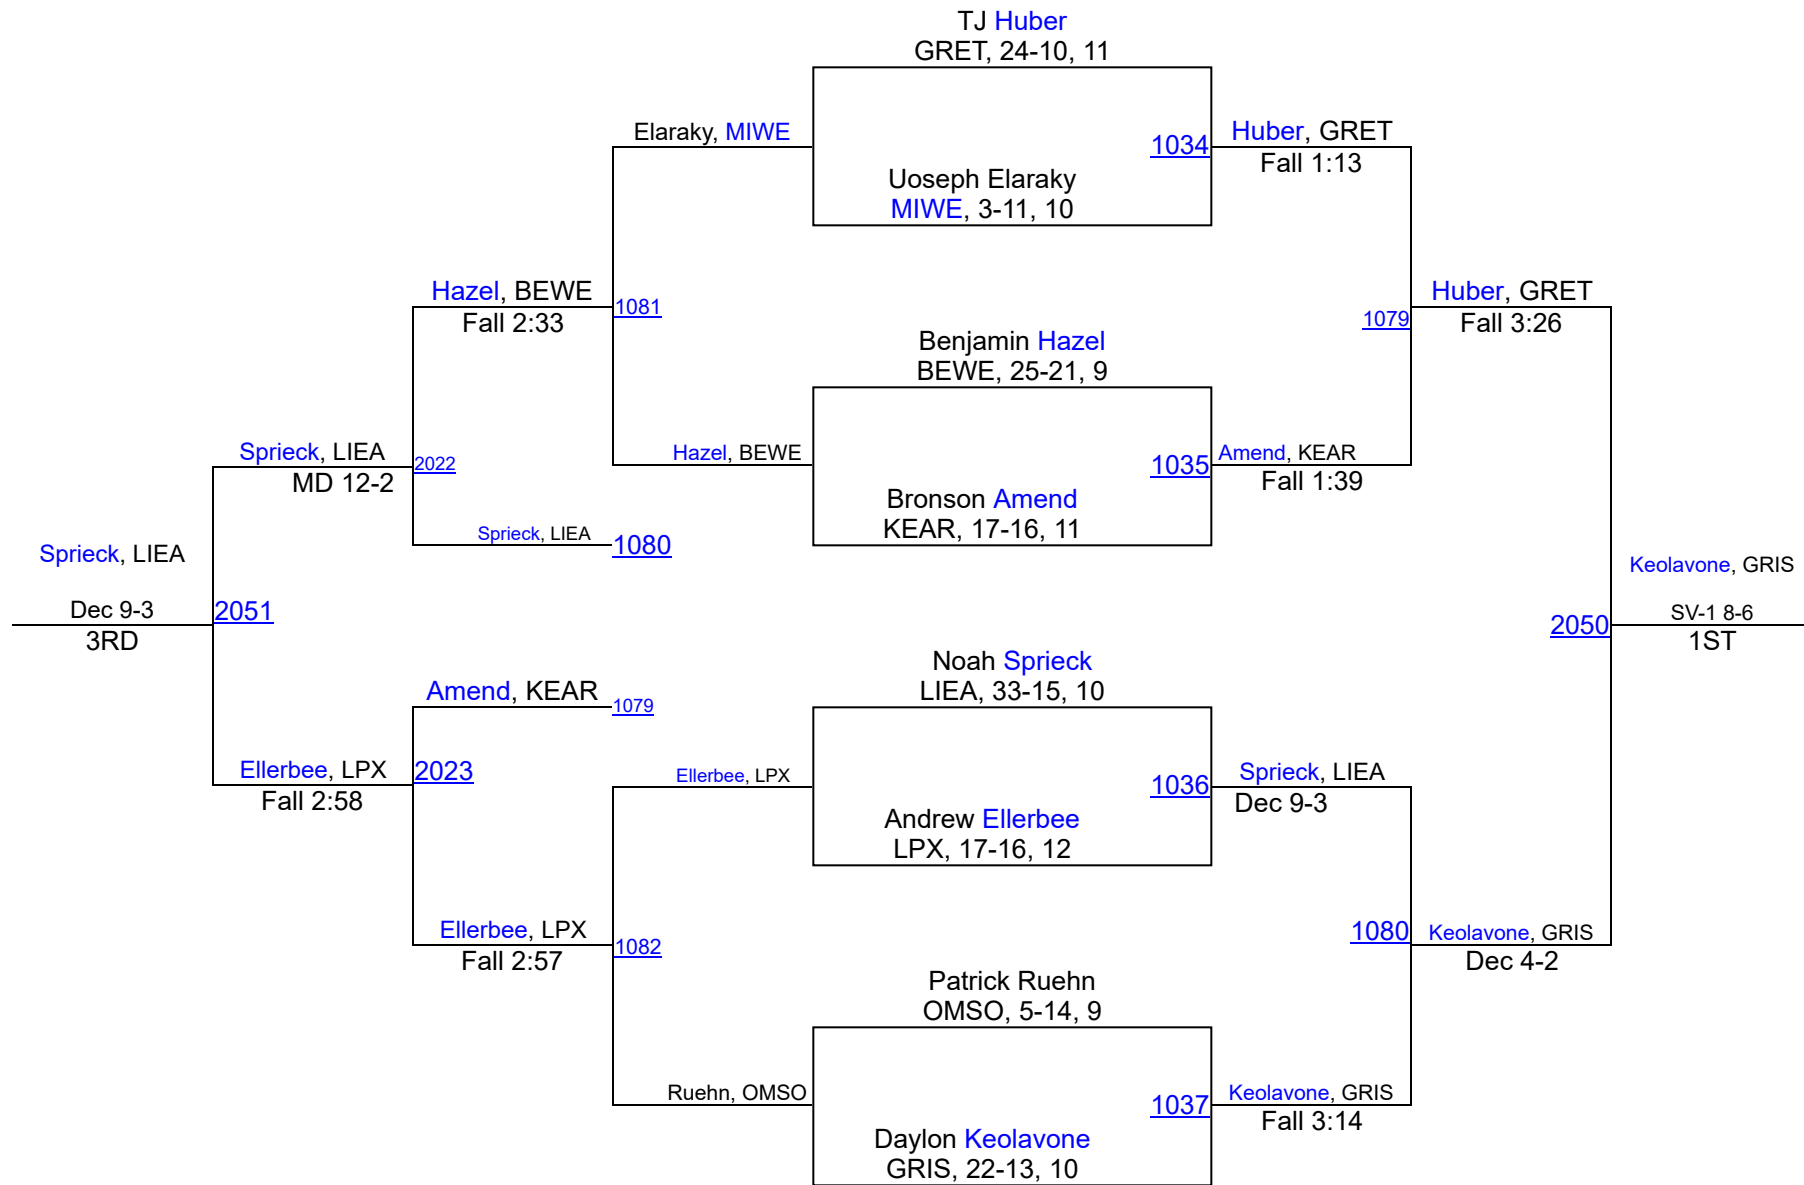 TJ Huber
GRET, 24-10, 11
Elaraky, MIWE
1034
Huber, GRET
Fall 1:13
Uoseph Elaraky
MIWE, 3-11, 10
Hazel, BEWE
Fall 2:33
1081
Huber, GRET
1079
Fall 3:26
Benjamin Hazel
BEWE, 25-21, 9
Sprieck, LIEA
MD 12-2
2022
Hazel, BEWE
1035
Amend, KEAR
Fall 1:39
Bronson Amend
KEAR, 17-16, 11
Sprieck, LIEA
1080
Sprieck, LIEA
Dec 9-3
3RD
2051
Keolavone, GRIS
2050
SV-1 8-6
1ST
Noah Sprieck
LIEA, 33-15, 10
Amend, KEAR
1079
Ellerbee, LPX
Fall 2:58
2023
Ellerbee, LPX
1036
Sprieck, LIEA
Dec 9-3
Andrew Ellerbee
LPX, 17-16, 12
Ellerbee, LPX
Fall 2:57
1082
1080
Keolavone, GRIS
Dec 4-2
Patrick Ruehn
OMSO, 5-14, 9
Ruehn, OMSO
1037
Keolavone, GRIS
Fall 3:14
Daylon Keolavone
GRIS, 22-13, 10